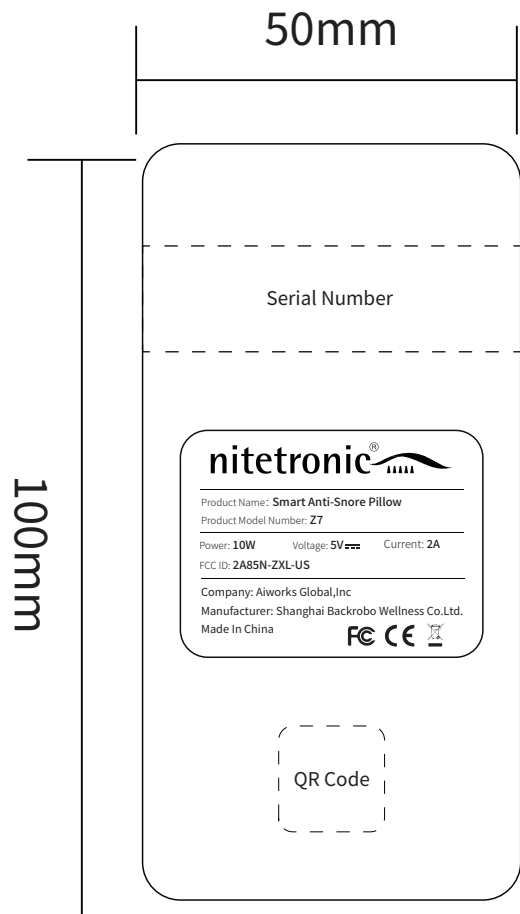 50mm
100mm
Serial Number
nitetronic®
Product Name: Smart Anti-Snore Pillow
Product Model Number: Z7
Power: 10W Voltage: 5V Current: 2A
FCC ID: 2A85N-ZXL-US
Company: Aiworks Global,Inc
Manufacturer: Shanghai Backrobo Wellness Co.Ltd.
Made In China FC CE
QR Code